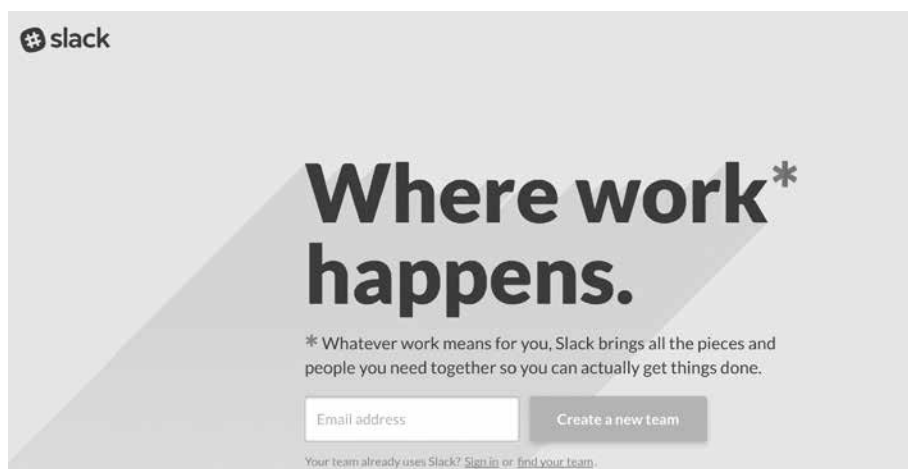 slack
Where work*
happens.
* Whatever work means for you, Slack brings all the pieces and
people you need together so you can actually get things done.
Email address
Create a new team
Your team already uses Slack? Sign in or find your team.